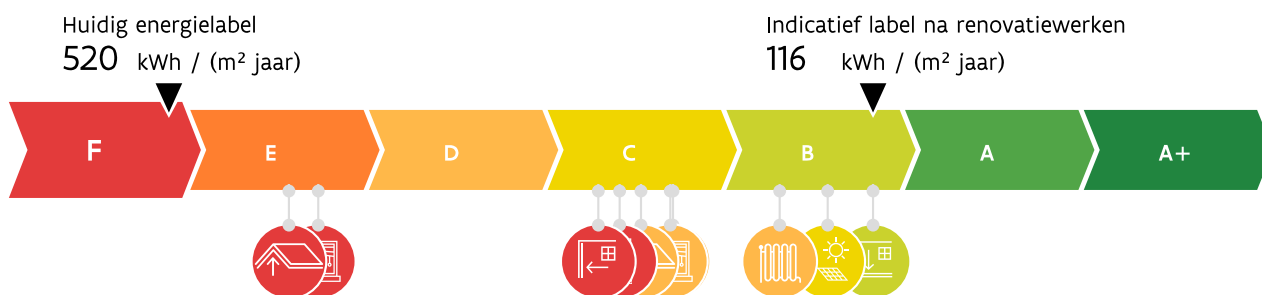 Huidig energielabel
520 kWh / (m² jaar)
Indicatief label na renovatiewerken
116 kWh / (m² jaar)
F E D C B A A+